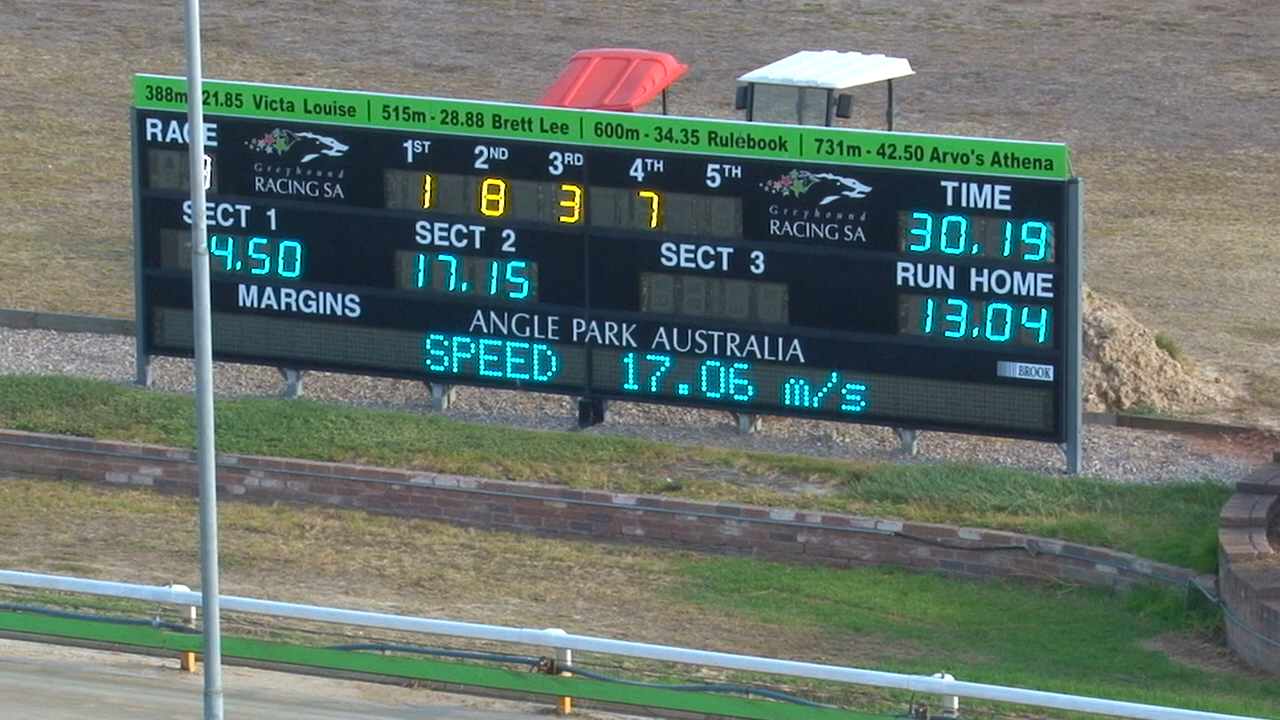 388m 21.85 Victa Louise | 515m - 28.88 Brett Lee | 600m - 34.35 Rulebook | 731m - 42.50 Arvo's Athena
RACE
Greyhound
RACING SA
1ST 2ND 3RD 4TH 5TH
1 8 3 7
Greyhound
RACING SA
TIME
30.19
SECT 1
4.50
SECT 2
17.15
SECT 3
RUN HOME
13.04
MARGINS
ANGLE PARK AUSTRALIA
SPEED 17.06 m/s
BROOK